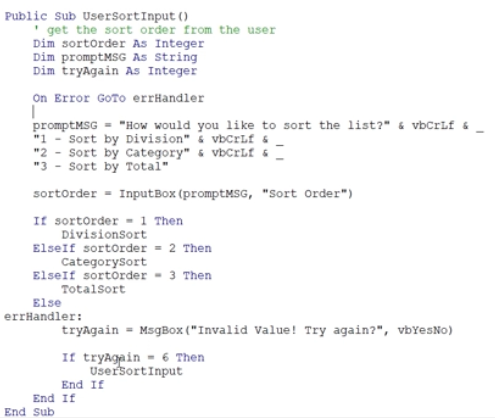 Public Sub UserSortInput()
    ' get the sort order from the user
    Dim sortOrder As Integer
    Dim promptMSG As String
    Dim tryAgain As Integer

    On Error GoTo errHandler

    promptMSG = "How would you like to sort the list?" & vbCrLf & _
    "1 - Sort by Division" & vbCrLf & _
    "2 - Sort by Category" & vbCrLf & _
    "3 - Sort by Total"

    sortOrder = InputBox(promptMSG, "Sort Order")

    If sortOrder = 1 Then
        DivisionSort
    ElseIf sortOrder = 2 Then
        CategorySort
    ElseIf sortOrder = 3 Then
        TotalSort
    Else
errHandler:
        tryAgain = MsgBox("Invalid Value! Try again?", vbYesNo)

        If tryAgain = 6 Then
            UserSortInput
        End If
    End If
End Sub